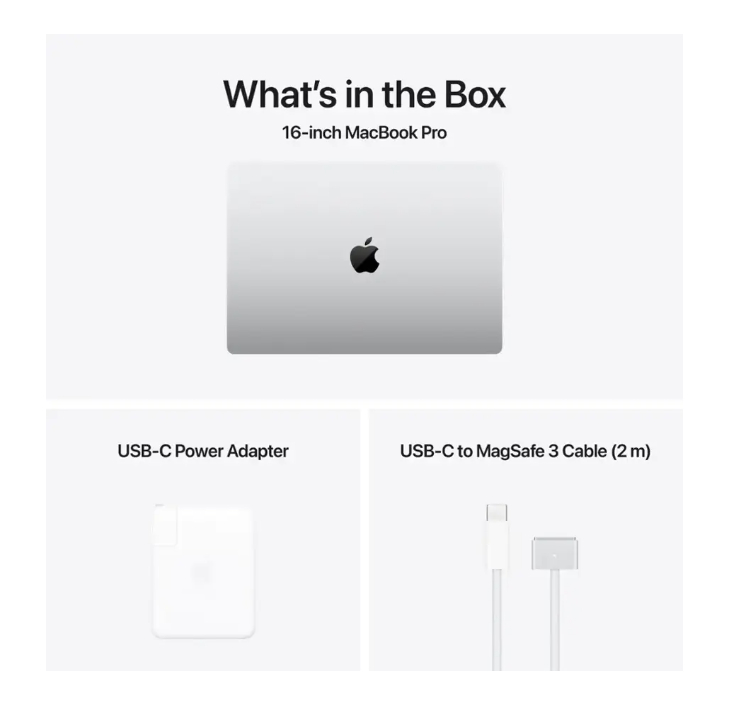 What’s in the Box
16-inch MacBook Pro
USB-C Power Adapter
USB-C to MagSafe 3 Cable (2 m)